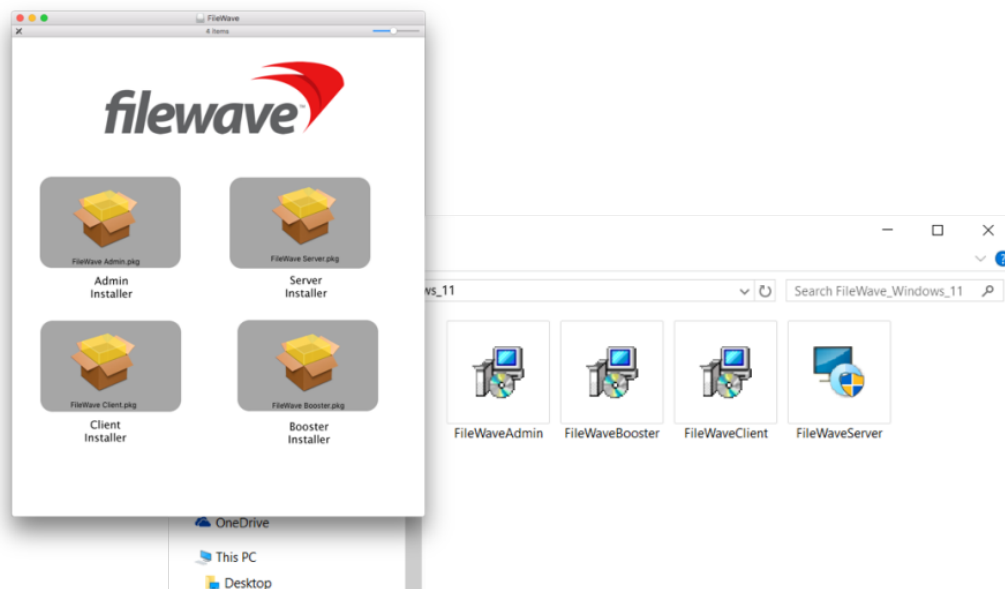 FileWave
4 items
filewave™
FileWave Admin.pkg
Admin
Installer
FileWave Server.pkg
Server
Installer
FileWave Client.pkg
Client
Installer
FileWave Booster.pkg
Booster
Installer
ws_11
Search FileWave_Windows_11
FileWaveAdmin
FileWaveBooster
FileWaveClient
FileWaveServer
OneDrive
This PC
Desktop